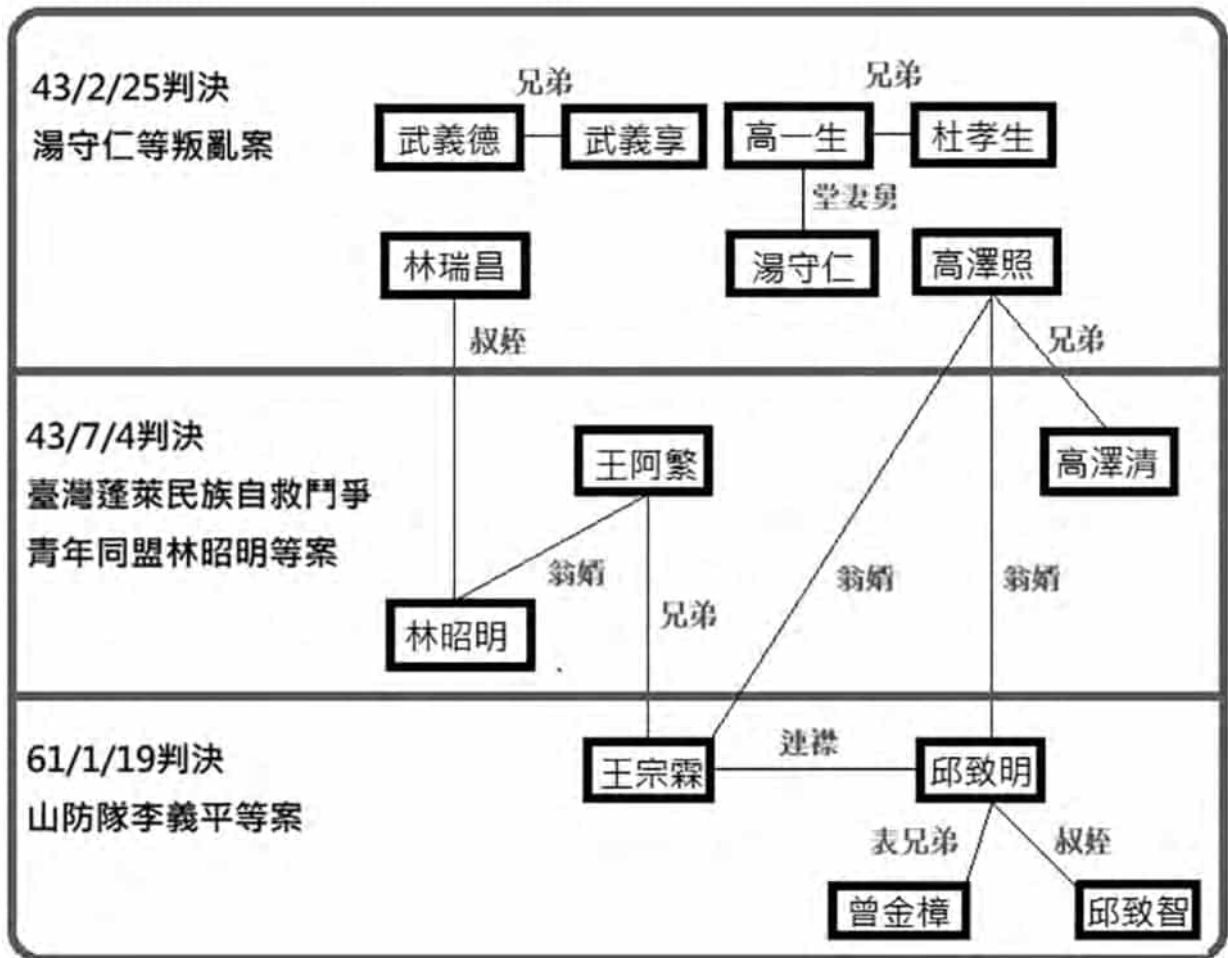 43/2/25判決
湯守仁等叛亂案
兄弟
兄弟
武義德
武義享
高一生
杜孝生
堂妻舅
林瑞昌
湯守仁
高澤照
叔姪
兄弟
43/7/4判決
臺灣蓬萊民族自救鬥爭
青年同盟林昭明等案
王阿繁
高澤清
翁婿
兄弟
翁婿
翁婿
林昭明
61/1/19判決
山防隊李義平等案
王宗霖
連襟
邱致明
表兄弟
叔姪
曾金樟
邱致智